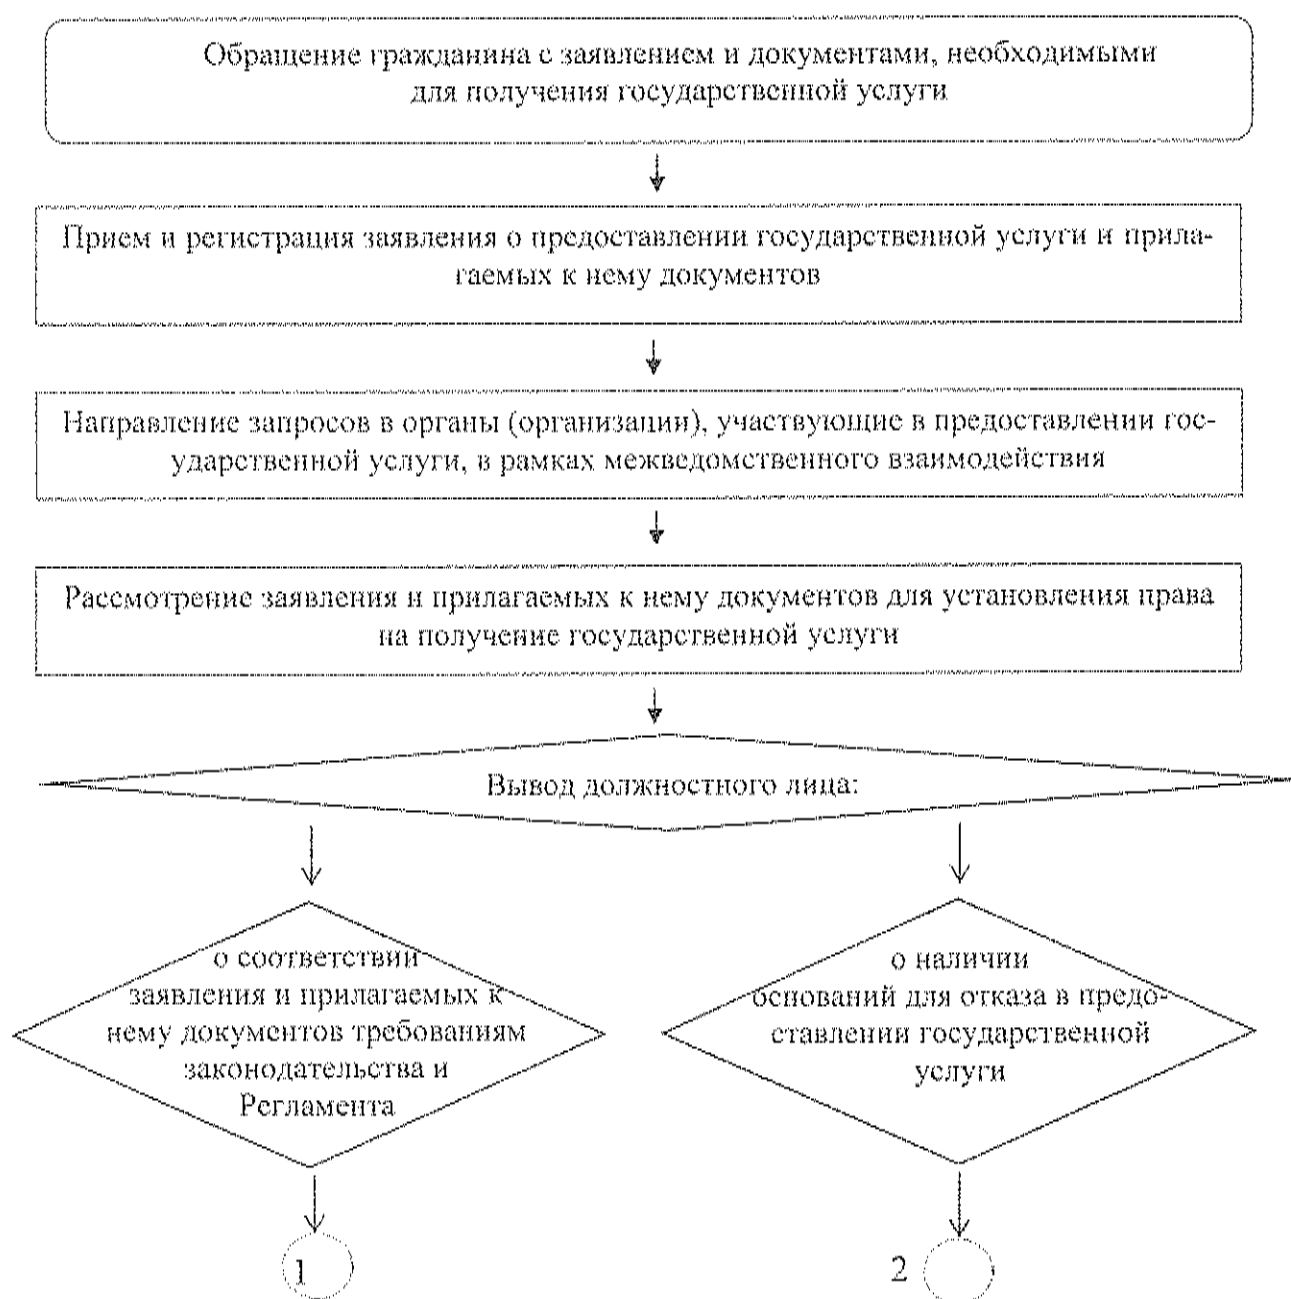 Обращение гражданина с заявлением и документами, необходимыми
для получения государственной услуги
Прием и регистрация заявления о предоставлении государственной услуги и прила-
гаемых к нему документов
Направление запросов в органы (организации), участвующие в предоставлении гос-
ударственной услуги, в рамках межведомственного взаимодействия
Рассмотрение заявления и прилагаемых к нему документов для установления права
на получение государственной услуги
Вывод должностного лица:
о соответствии
заявления и прилагаемых к
нему документов требованиям
законодательства и
Регламента
о наличии
оснований для отказа в предо-
ставлении государственной
услуги
1
2